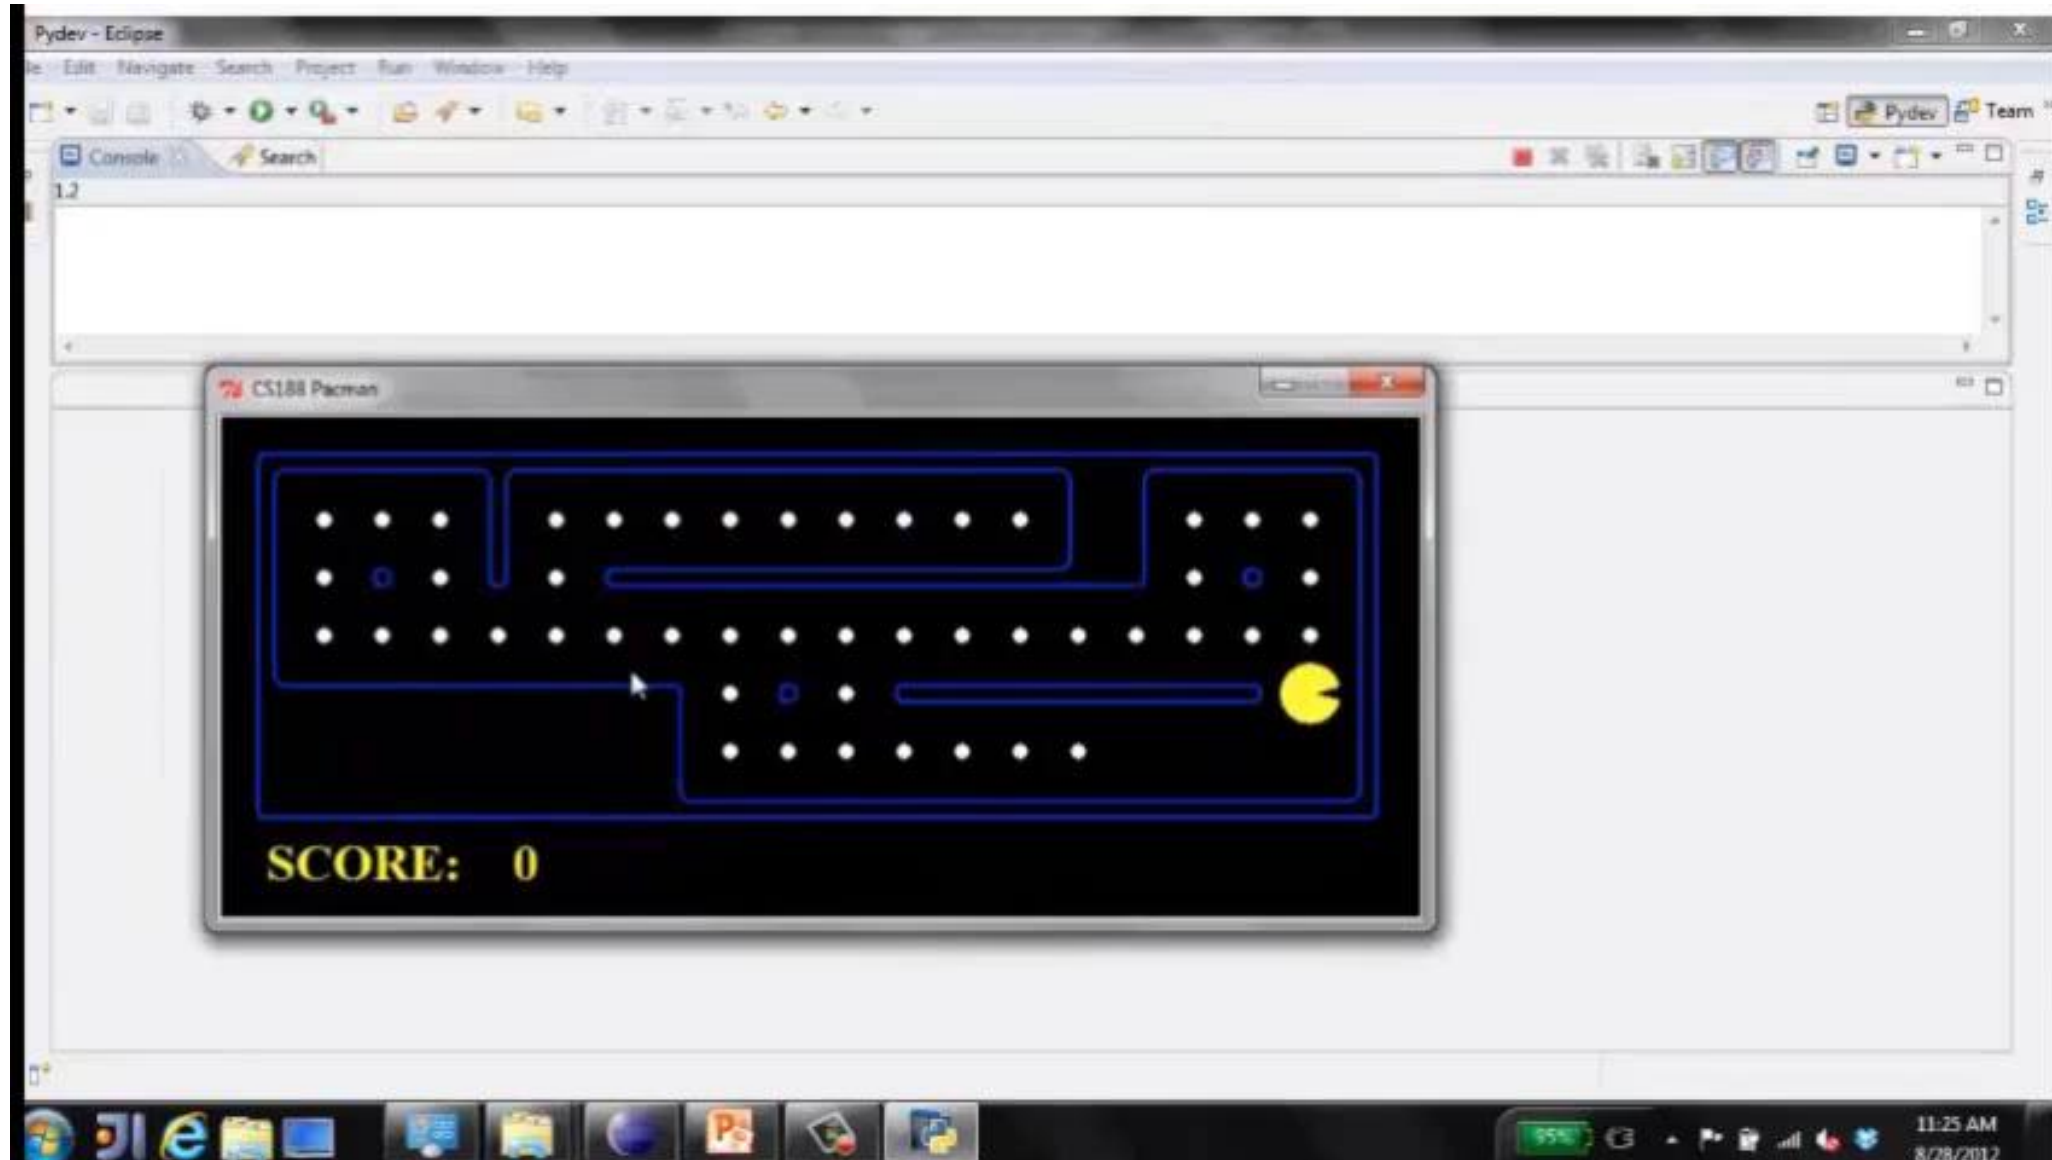 Pydev - Eclipse
Edit Navigate Search Project Run Window Help
Pydev Team
Console Search
1.2
CS188 Pacman
SCORE: 0
95%
11:25 AM
8/28/2012